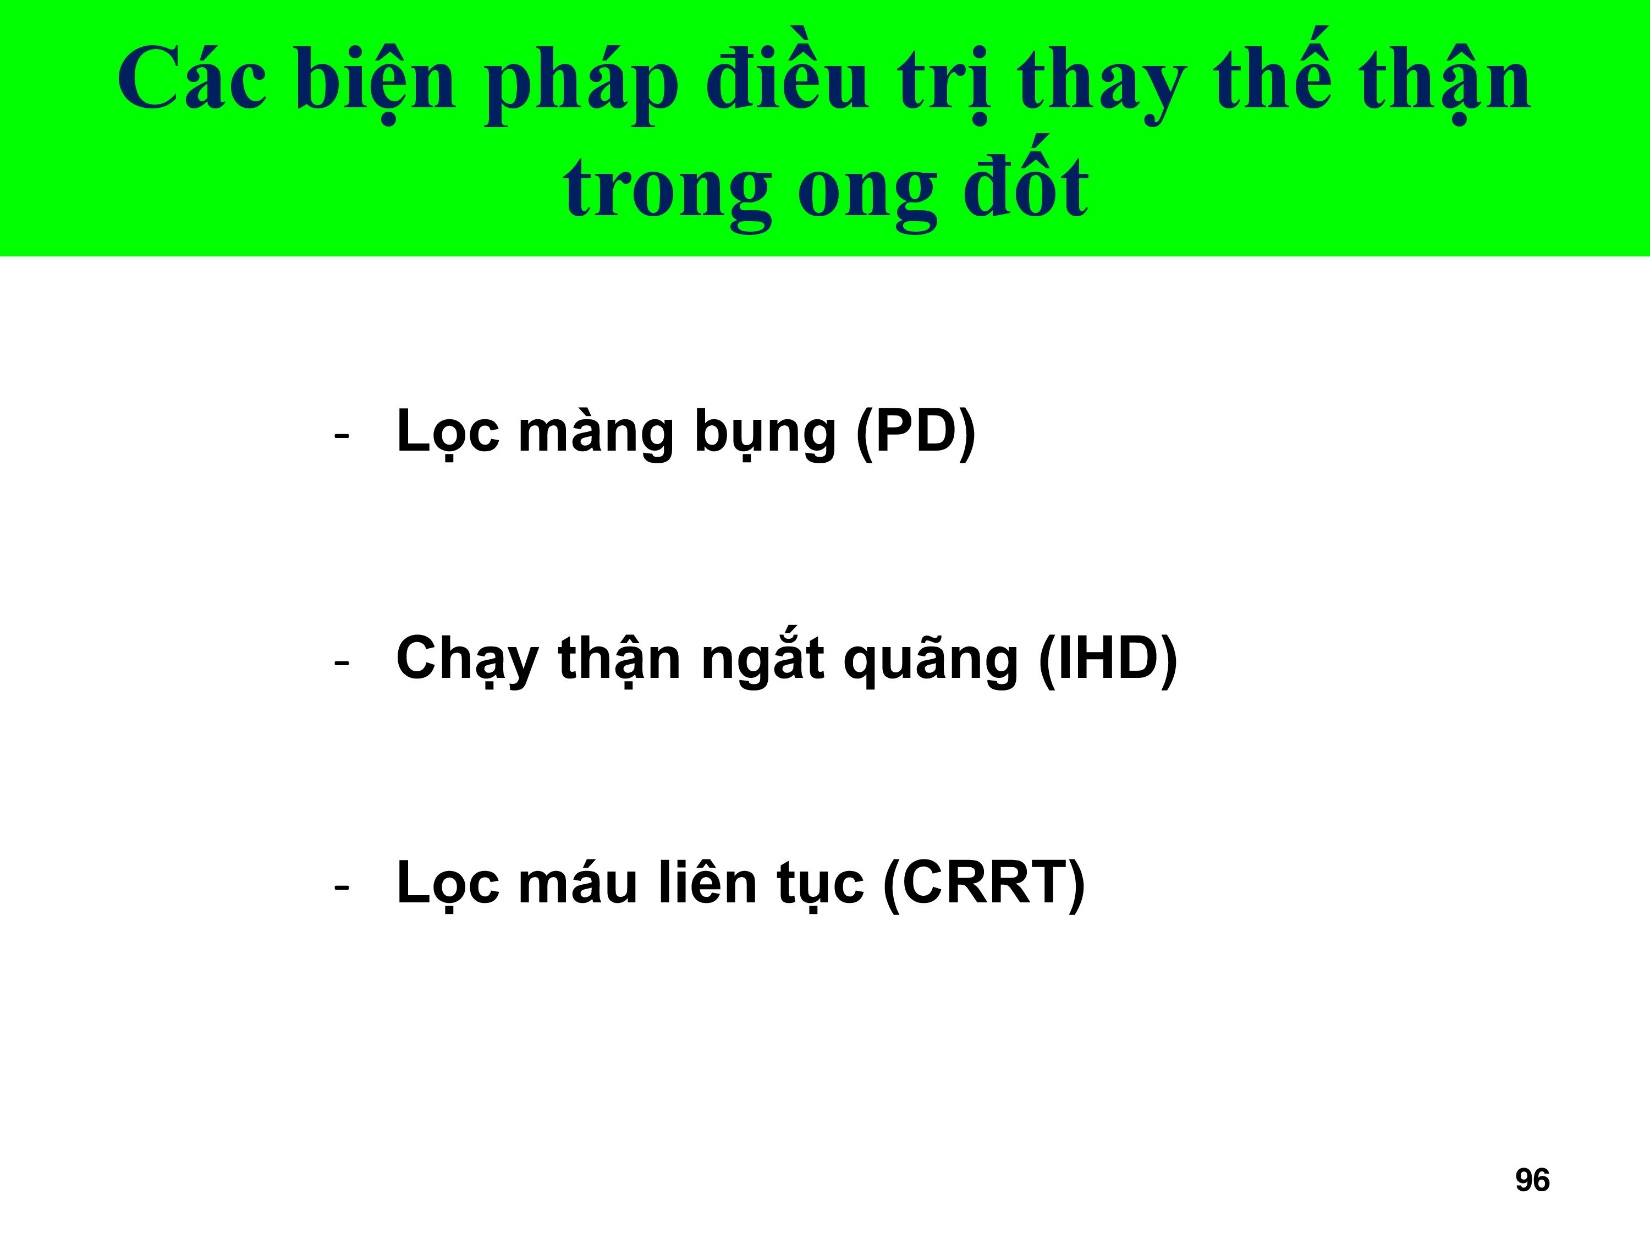 Các biện pháp điều trị thay thế thận
trong ong đốt
- Lọc màng bụng (PD)
- Chạy thận ngắt quãng (IHD)
- Lọc máu liên tục (CRRT)
96